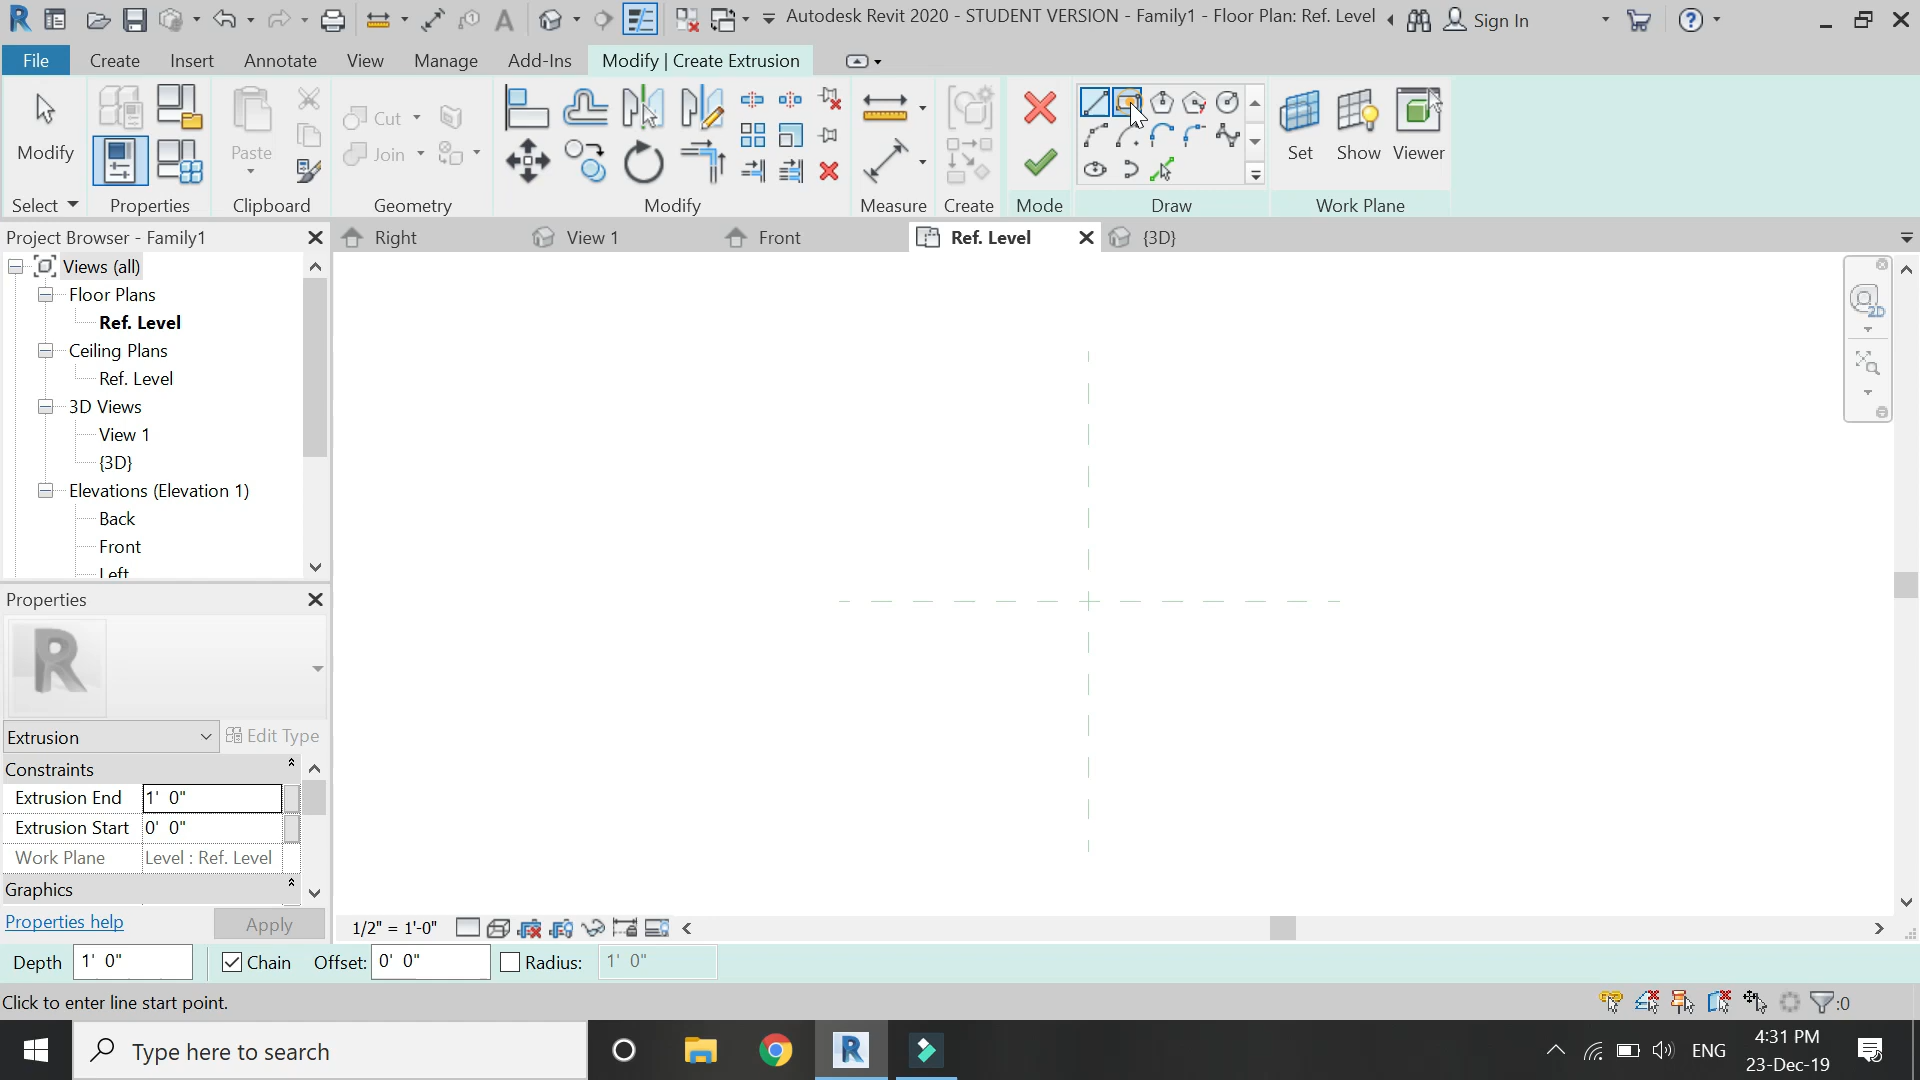 Autodesk Revit 2020 - STUDENT VERSION - Family1 - Floor Plan: Ref. Level
Sign In
File Create Insert Annotate View Manage Add-Ins Modify | Create Extrusion
Modify
Paste
Cut
Join
Set Show Viewer
Select Properties Clipboard Geometry Modify Measure Create Mode Draw Work Plane
Project Browser - Family1
Right View 1 Front Ref. Level {3D}
Views (all)
Floor Plans
Ref. Level
Ceiling Plans
Ref. Level
3D Views
View 1
{3D}
Elevations (Elevation 1)
Back
Front
Left
2D
Properties
R
Extrusion
Edit Type
Constraints
Extrusion End 1' 0"
Extrusion Start 0' 0"
Work Plane Level : Ref. Level
Graphics
Properties help Apply
1/2" = 1'-0"
Depth 1' 0" Chain Offset: 0' 0" Radius: 1' 0"
Click to enter line start point.
:0
Type here to search
ENG
4:31 PM
23-Dec-19